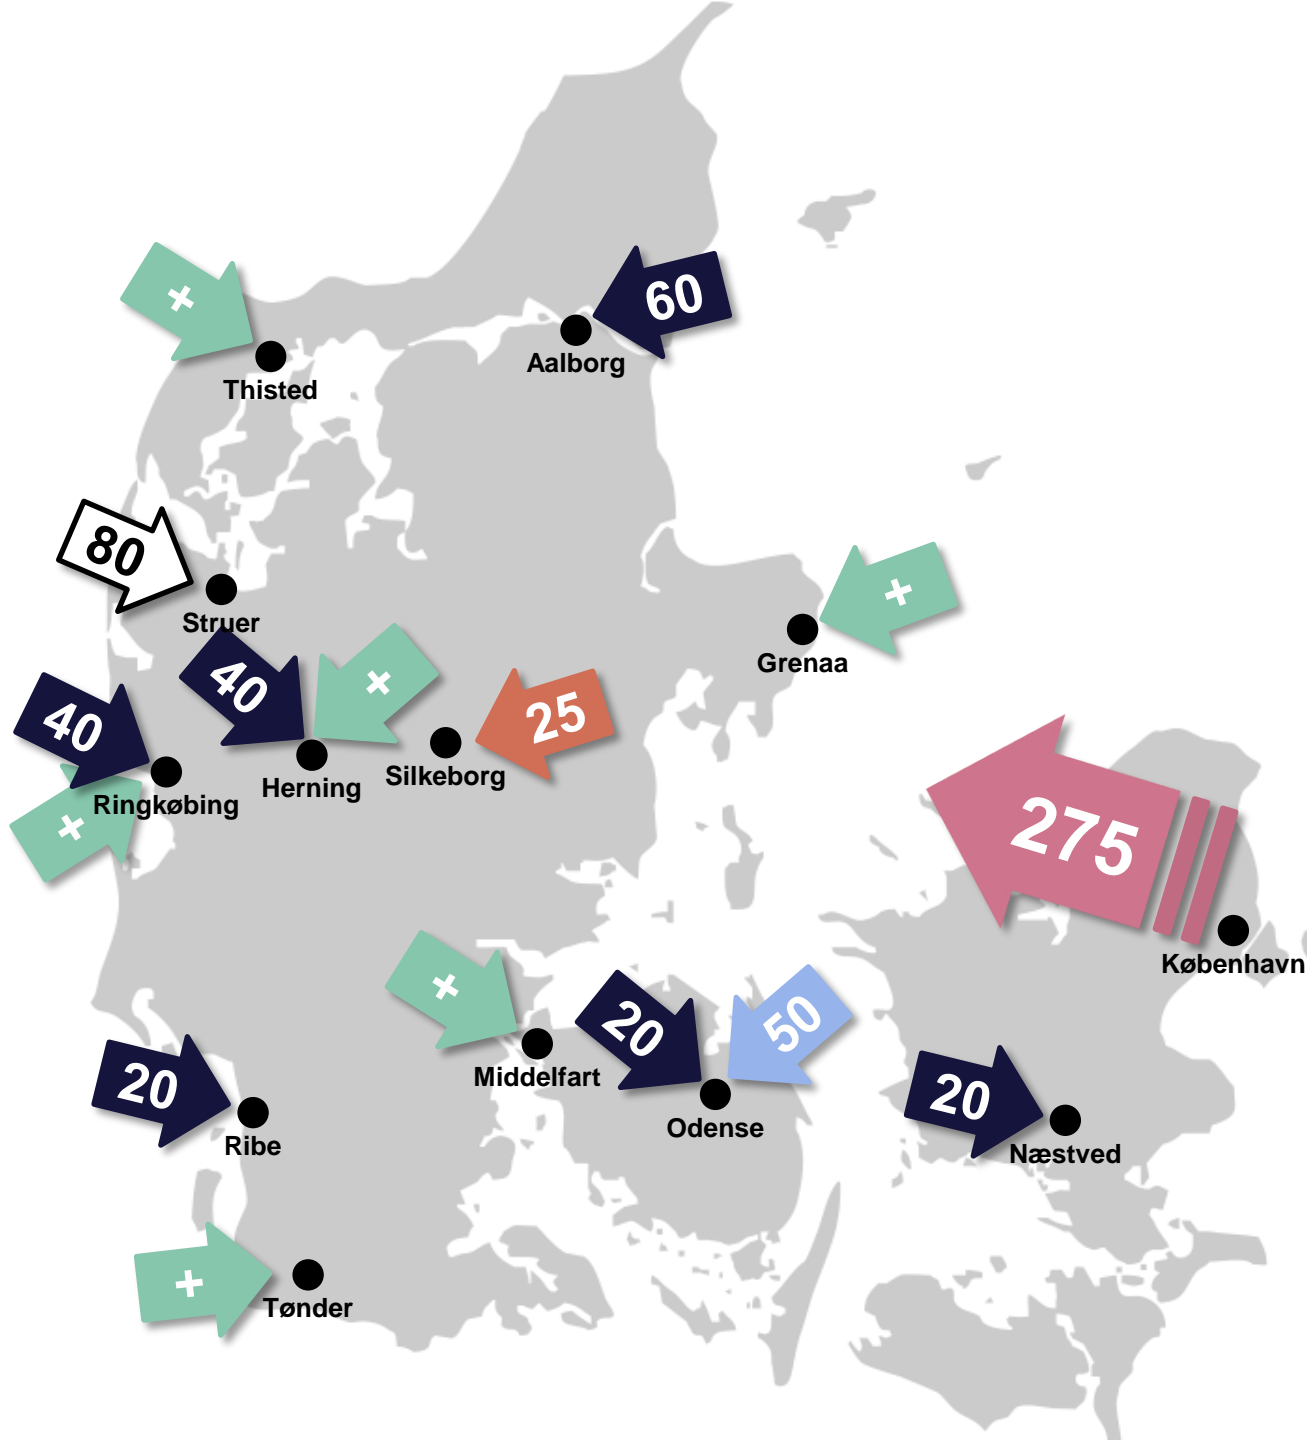 +
60
Aalborg
Thisted
80
Struer
+
Grenaa
40
+
40
25
Silkeborg
Herning
Ringkøbing
+
275
København
+
20
50
Middelfart
Odense
20
Ribe
20
Næstved
+
Tønder